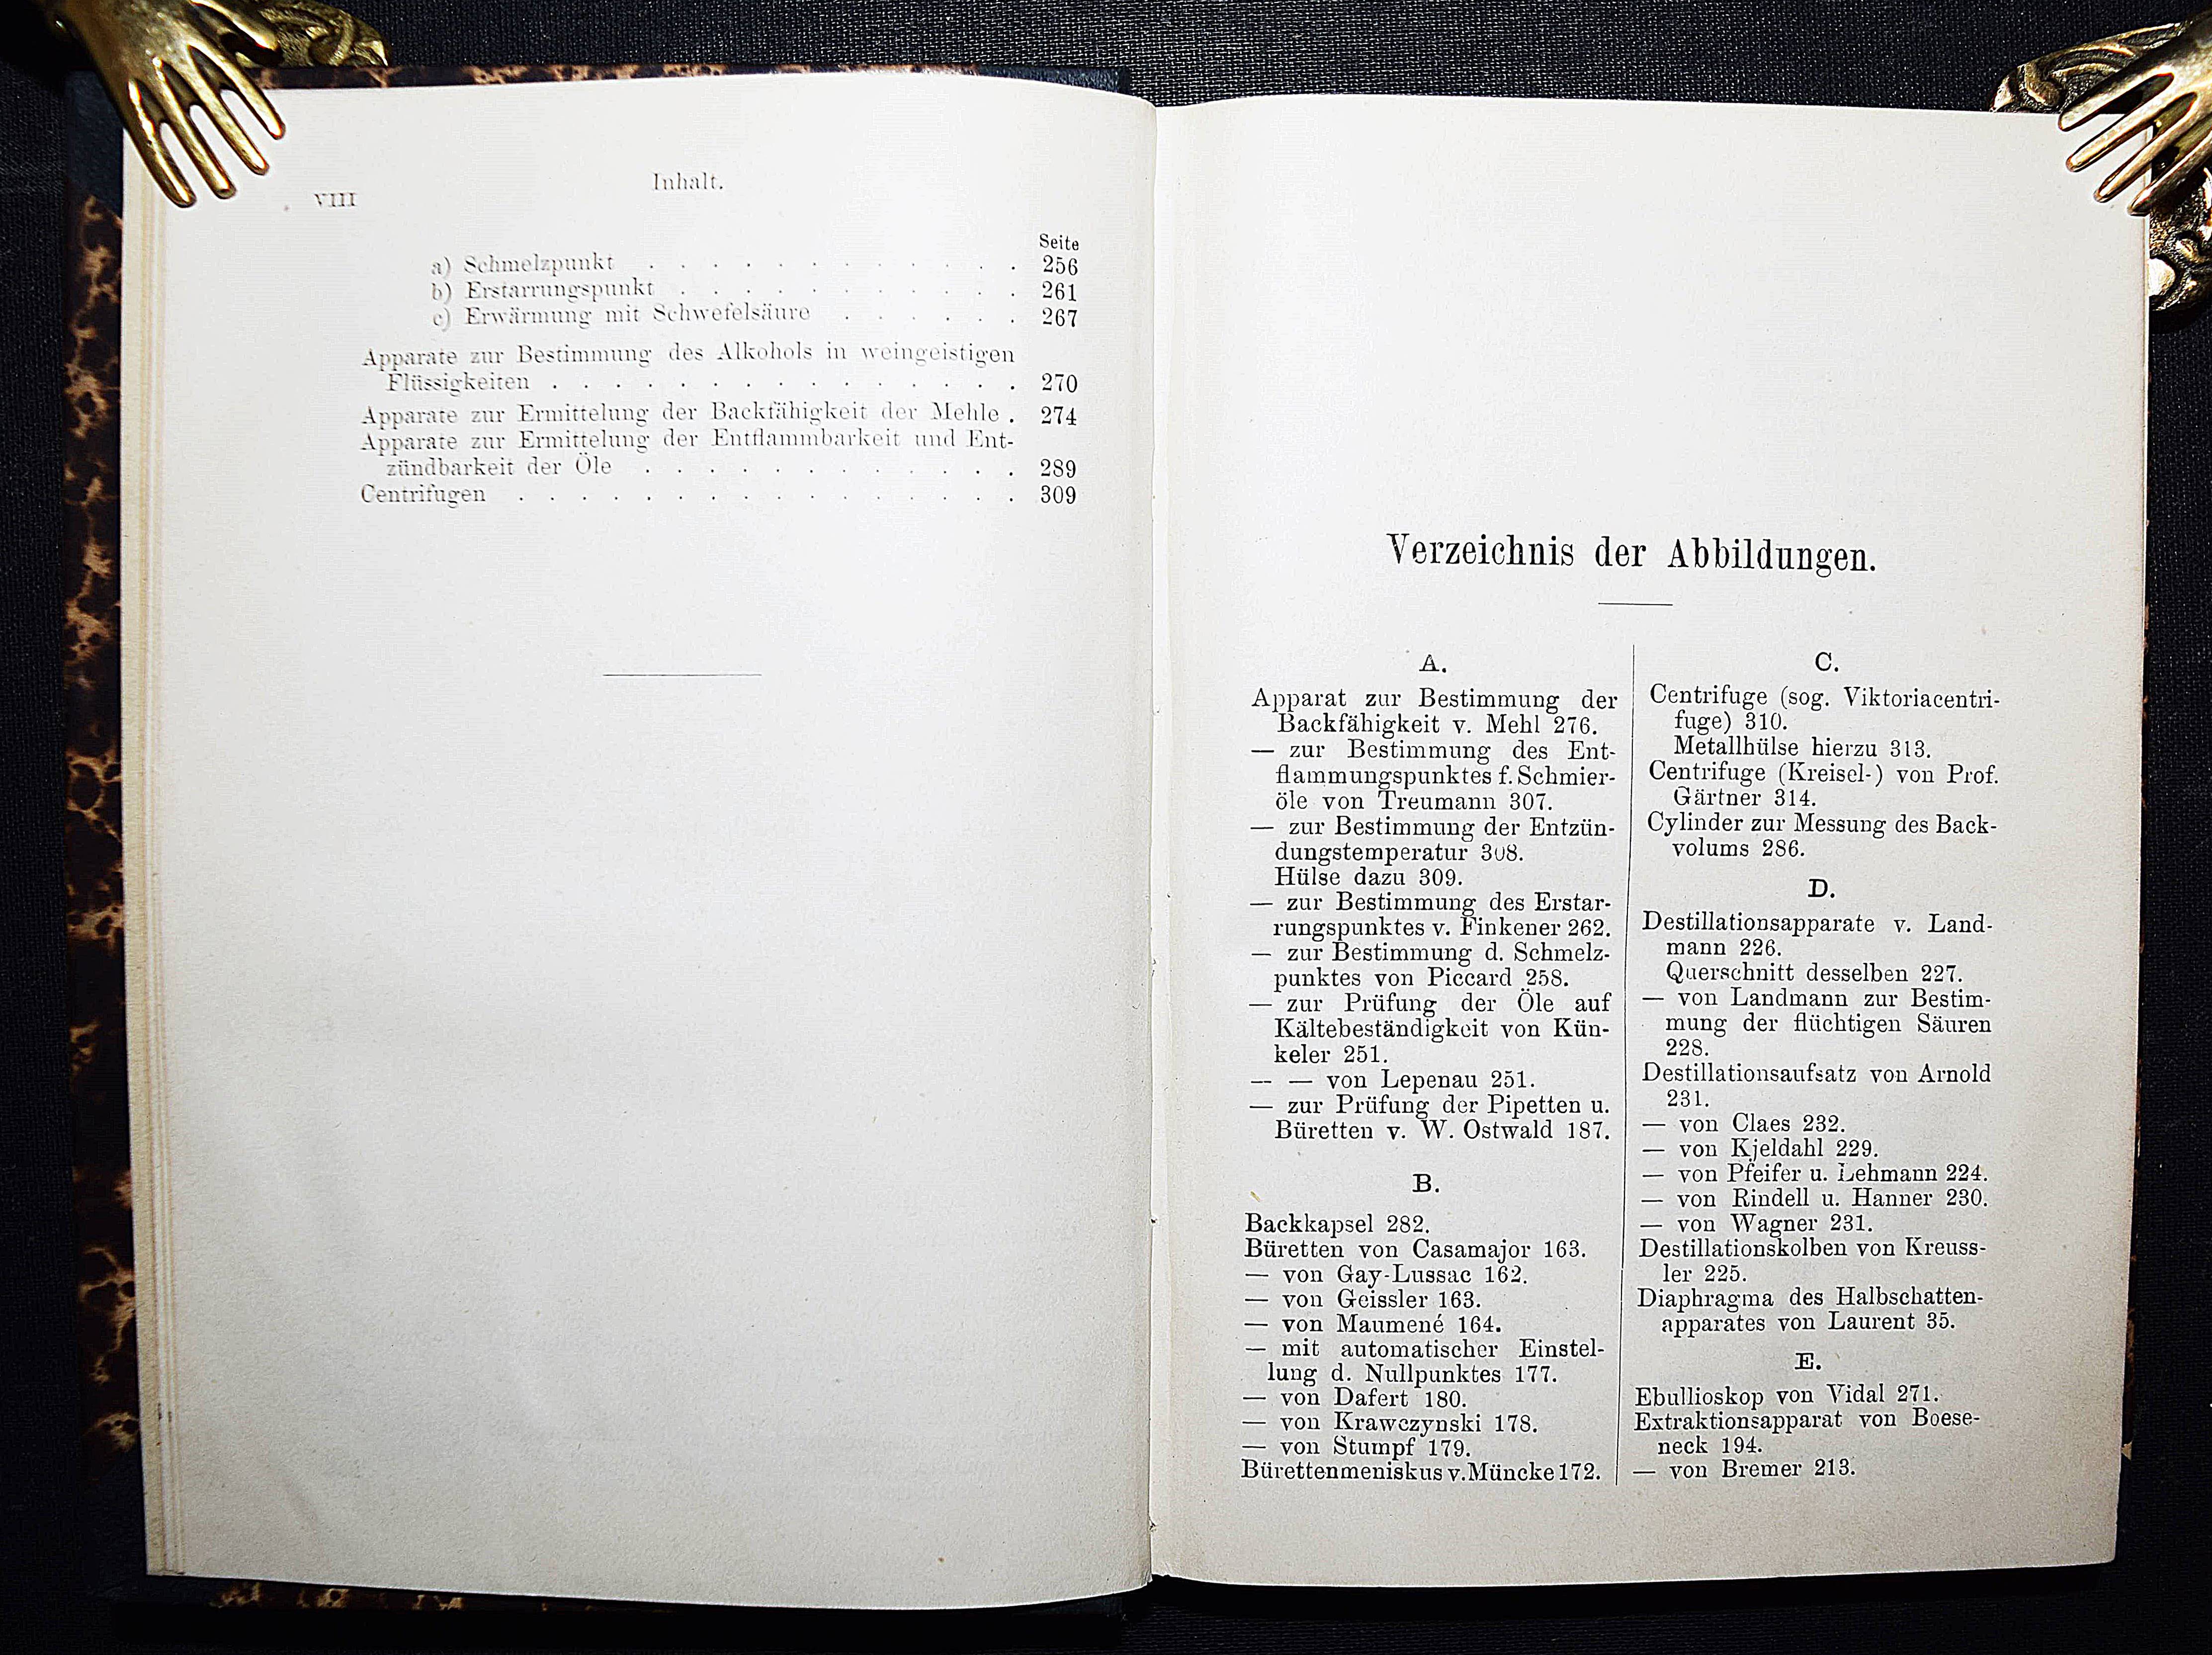 VIII
Inhalt.
Seite
a) Schmelzpunkt . . . . . . . . . . . . 256
b) Erstarrungspunkt . . . . . . . . . . . 261
c) Erwärmung mit Schwefelsäure . . . . . . 267
Apparate zur Bestimmung des Alkohols in weingeistigen
Flüssigkeiten . . . . . . . . . . . . . . . 270
Apparate zur Ermittelung der Backfähigkeit der Mehle . 274
Apparate zur Ermittelung der Entflammbarkeit und Ent-
zündbarkeit der Öle . . . . . . . . . . . . 289
Centrifugen . . . . . . . . . . . . . . . . 309
Verzeichnis der Abbildungen.
A.
Apparat zur Bestimmung der
Backfähigkeit v. Mehl 276.
— zur Bestimmung des Ent-
flammungspunktes f. Schmier-
öle von Treumann 307.
— zur Bestimmung der Entzün-
dungstemperatur 308.
Hülse dazu 309.
— zur Bestimmung des Erstar-
rungspunktes v. Finkener 262.
— zur Bestimmung d. Schmelz-
punktes von Piccard 258.
— zur Prüfung der Öle auf
Kältebeständigkeit von Kün-
keler 251.
— — von Lepenau 251.
— zur Prüfung der Pipetten u.
Büretten v. W. Ostwald 187.
B.
Backkapsel 282.
Büretten von Casamajor 163.
— von Gay-Lussac 162.
— von Geissler 163.
— von Maumené 164.
— mit automatischer Einstel-
lung d. Nullpunktes 177.
— von Dafert 180.
— von Krawczynski 178.
— von Stumpf 179.
Bürettenmeniskus v. Müncke 172.
C.
Centrifuge (sog. Viktoriacentri-
fuge) 310.
Metallhülse hierzu 313.
Centrifuge (Kreisel-) von Prof.
Gärtner 314.
Cylinder zur Messung des Back-
volums 286.
D.
Destillationsapparate v. Land-
mann 226.
Querschnitt desselben 227.
— von Landmann zur Bestim-
mung der flüchtigen Säuren
228.
Destillationsaufsatz von Arnold
231.
— von Claes 232.
— von Kjeldahl 229.
— von Pfeifer u. Lehmann 224.
— von Rindell u. Hanner 230.
— von Wagner 231.
Destillationskolben von Kreuss-
ler 225.
Diaphragma des Halbschatten-
apparates von Laurent 35.
E.
Ebullioskop von Vidal 271.
Extraktionsapparat von Boese-
neck 194.
— von Bremer 213.